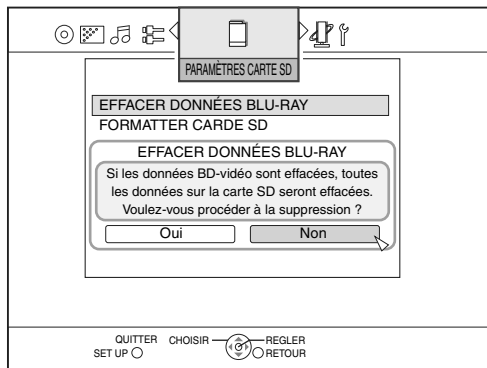 PARAMÈTRES CARTE SD
EFFACER DONNÉES BLU-RAY
FORMATTER CARDE SD
EFFACER DONNÉES BLU-RAY
Si les données BD-vidéo sont effacées, toutes
les données sur la carte SD seront effacées.
Voulez-vous procéder à la suppression ?
Oui Non
QUITTER CHOISIR REGLER
SET UP RETOUR